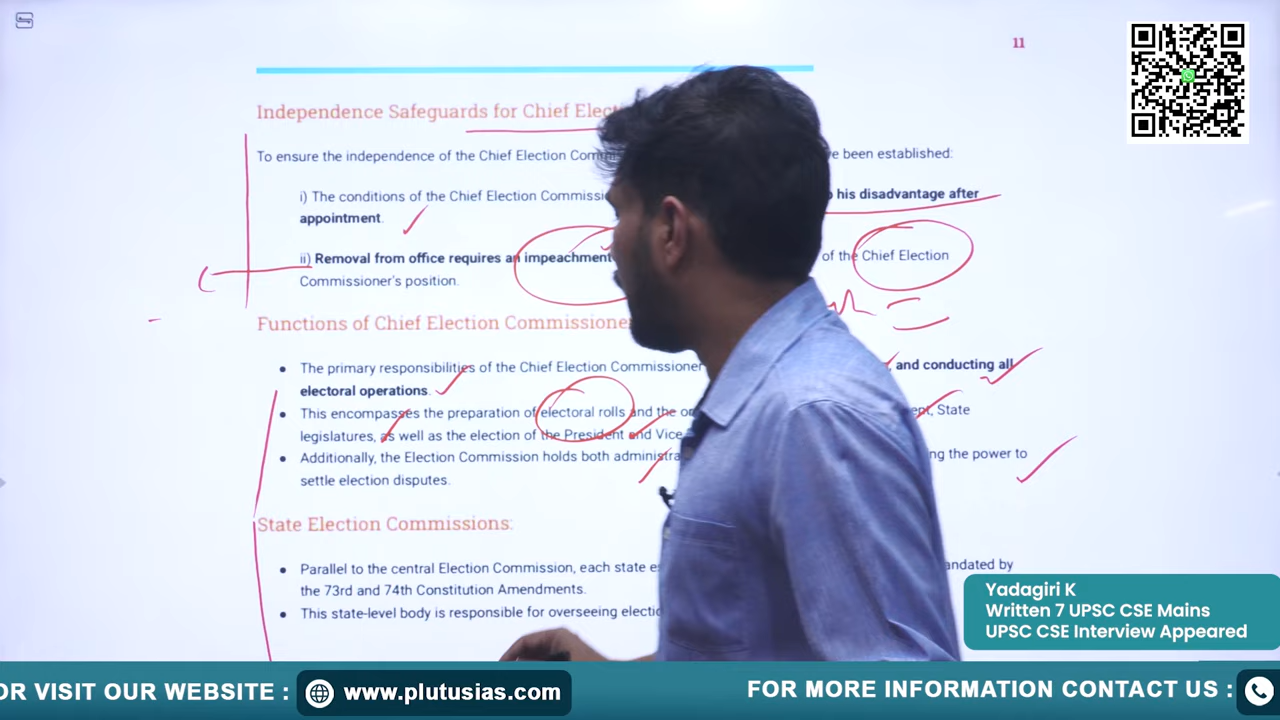 11
Independence Safeguards for Chief Elec
To ensure the independence of the Chief Election Com ve been established:
i) The conditions of the Chief Election Commissio his disadvantage after
appointment.
ii) Removal from office requires an impeachment of the Chief Election
Commissioner's position.
Functions of Chief Election Commissione
The primary responsibilities of the Chief Election Commissioner and conducting all
electoral operations.
This encompasses the preparation of electoral rolls and the State
legislatures, as well as the election of the President and Vice
Additionally, the Election Commission holds both administra ng the power to
settle election disputes.
State Election Commissions:
Parallel to the central Election Commission, each state andated by
the 73rd and 74th Constitution Amendments.
This state-level body is responsible for overseeing electio
Yadagiri K
Written 7 UPSC CSE Mains
UPSC CSE Interview Appeared
OR VISIT OUR WEBSITE : www.plutusias.com FOR MORE INFORMATION CONTACT US :